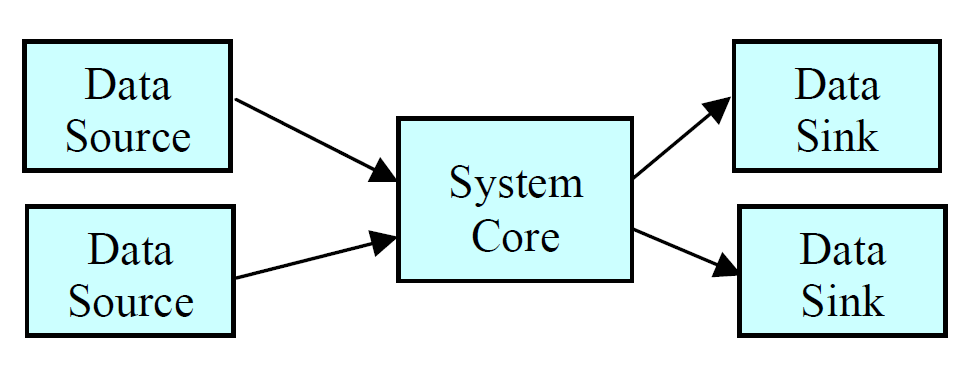 Data
Source
Data
Source
System
Core
Data
Sink
Data
Sink